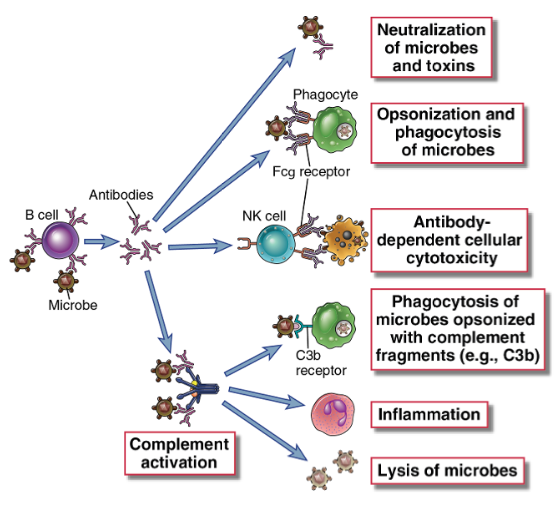 Neutralization
of microbes
and toxins
Phagocyte
Opsonization and
phagocytosis
of microbes
Fcg receptor
Antibodies
B cell
NK cell
Antibody-
dependent cellular
cytotoxicity
Microbe
Phagocytosis of
microbes opsonized
with complement
fragments (e.g., C3b)
C3b
receptor
Inflammation
Complement
activation
Lysis of microbes